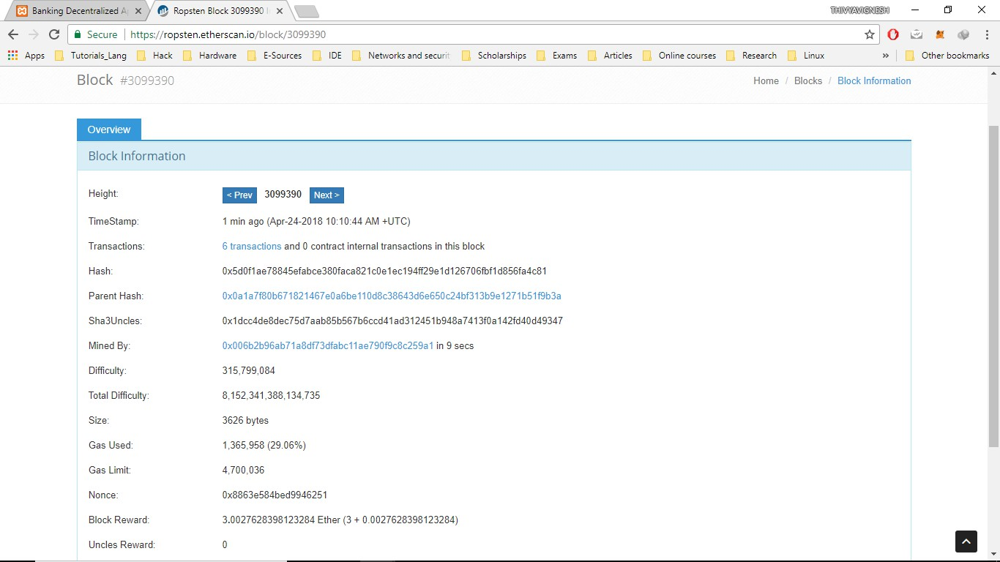 Banking Decentralized A
Ropsten Block 3099390
THIVYAVIGNESH
Secure https://ropsten.etherscan.io/block/3099390
Apps Tutorials_Lang Hack Hardware E-Sources IDE Networks and securit Scholarships Exams Articles Online courses Research Linux » Other bookmarks
Block #3099390
Home / Blocks / Block Information
Overview
Block Information
Height: < Prev 3099390 Next >
TimeStamp: 1 min ago (Apr-24-2018 10:10:44 AM +UTC)
Transactions: 6 transactions and 0 contract internal transactions in this block
Hash: 0x5d0f1ae78845efabce380faca821c0e1ec194ff29e1d126706fbf1d856fa4c81
Parent Hash: 0x0a1a7f80b671821467e0a6be110d8c38643d6e650c24bf313b9e1271b51f9b3a
Sha3Uncles: 0x1dcc4de8dec75d7aab85b567b6ccd41ad312451b948a7413f0a142fd40d49347
Mined By: 0x006b2b96ab71a8df73dfabc11ae790f9c8c259a1 in 9 secs
Difficulty: 315,799,084
Total Difficulty: 8,152,341,388,134,735
Size: 3626 bytes
Gas Used: 1,365,958 (29.06%)
Gas Limit: 4,700,036
Nonce: 0x8863e584bed9946251
Block Reward: 3.0027628398123284 Ether (3 + 0.0027628398123284)
Uncles Reward: 0